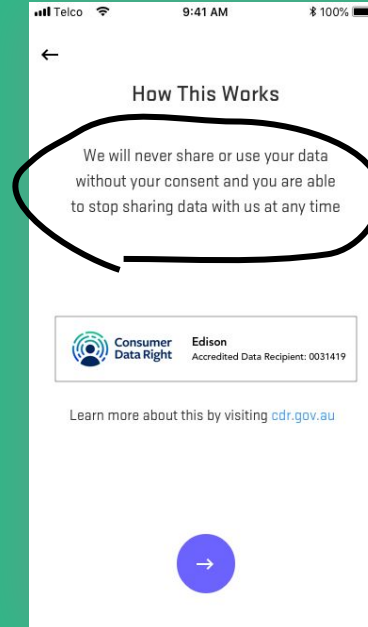 Telco 9:41 AM 100%
How This Works
We will never share or use your data
without your consent and you are able
to stop sharing data with us at any time
Consumer
Data Right
Edison
Accredited Data Recipient: 0031419
Learn more about this by visiting cdr.gov.au